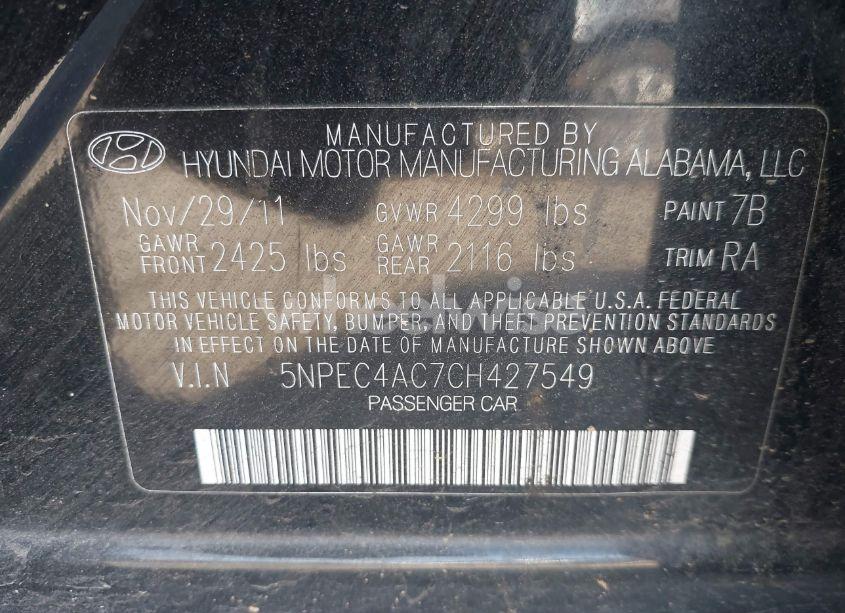 MANUFACTURED BY
HYUNDAI MOTOR MANUFACTURING ALABAMA, LLC
Nov/29/11 GVWR 4299 lbs PAINT 7B
GAWR FRONT 2425 lbs GAWR REAR 2116 lbs TRIM RA
THIS VEHICLE CONFORMS TO ALL APPLICABLE U.S.A. FEDERAL
MOTOR VEHICLE SAFETY, BUMPER, AND THEFT PREVENTION STANDARDS
IN EFFECT ON THE DATE OF MANUFACTURE SHOWN ABOVE
V.I.N 5NPEC4AC7CH427549
PASSENGER CAR